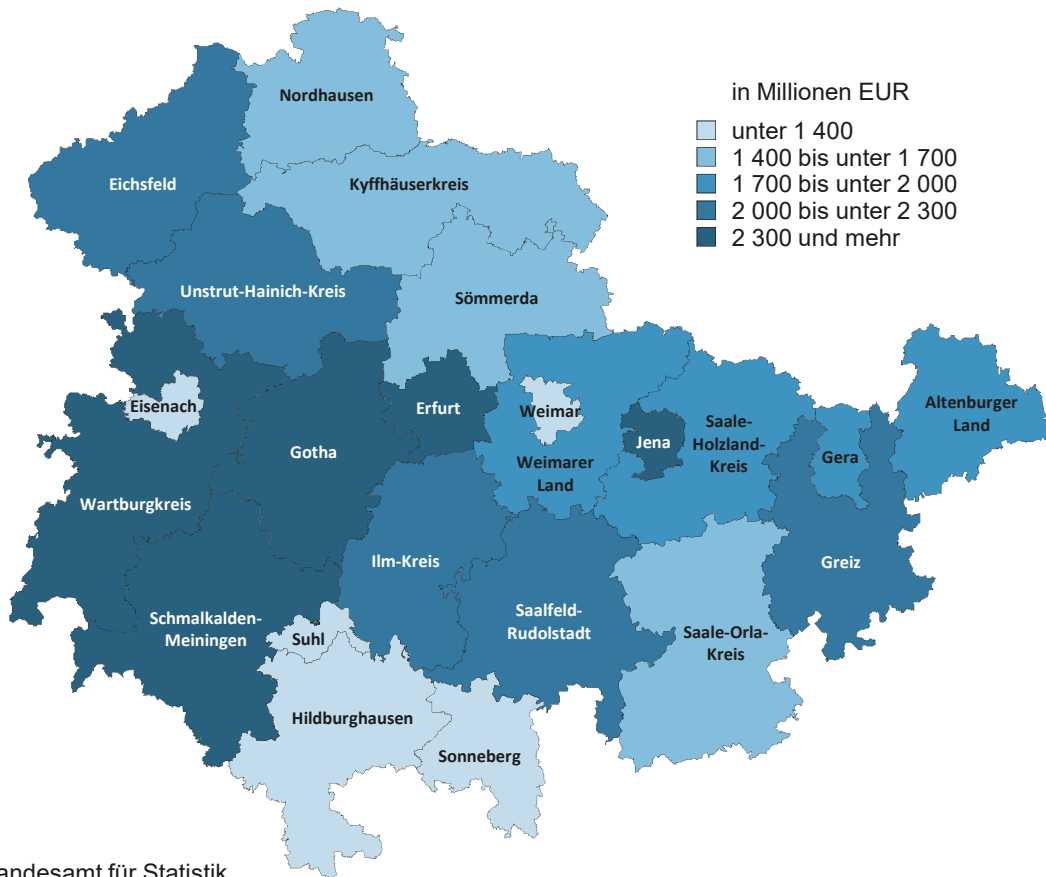 in Millionen EUR
unter 1 400
1 400 bis unter 1 700
1 700 bis unter 2 000
2 000 bis unter 2 300
2 300 und mehr
Nordhausen
Eichsfeld
Kyffhäuserkreis
Unstrut-Hainich-Kreis
Sömmerda
Eisenach
Erfurt
Weimar
Altenburger
Land
Gotha
Jena
Saale-
Holzland-
Kreis
Gera
Weimarer
Land
Wartburgkreis
Ilm-Kreis
Greiz
Schmalkalden-
Meiningen
Saalfeld-
Rudolstadt
Suhl
Saale-Orla-
Kreis
Hildburghausen
Sonneberg
andesamt für Statistik